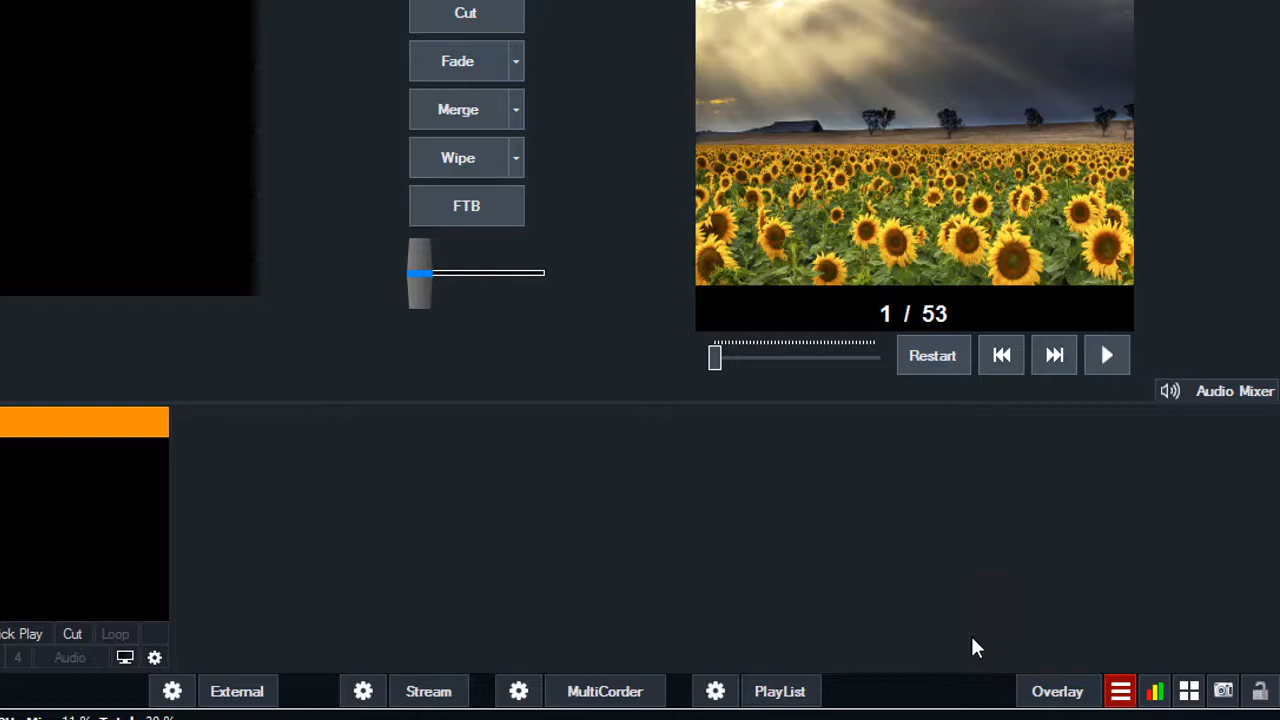 Cut
Fade
Merge
Wipe
FTB
1 / 53
Restart
Audio Mixer
ick Play Cut Loop
4 Audio
External Stream MultiCorder PlayList Overlay